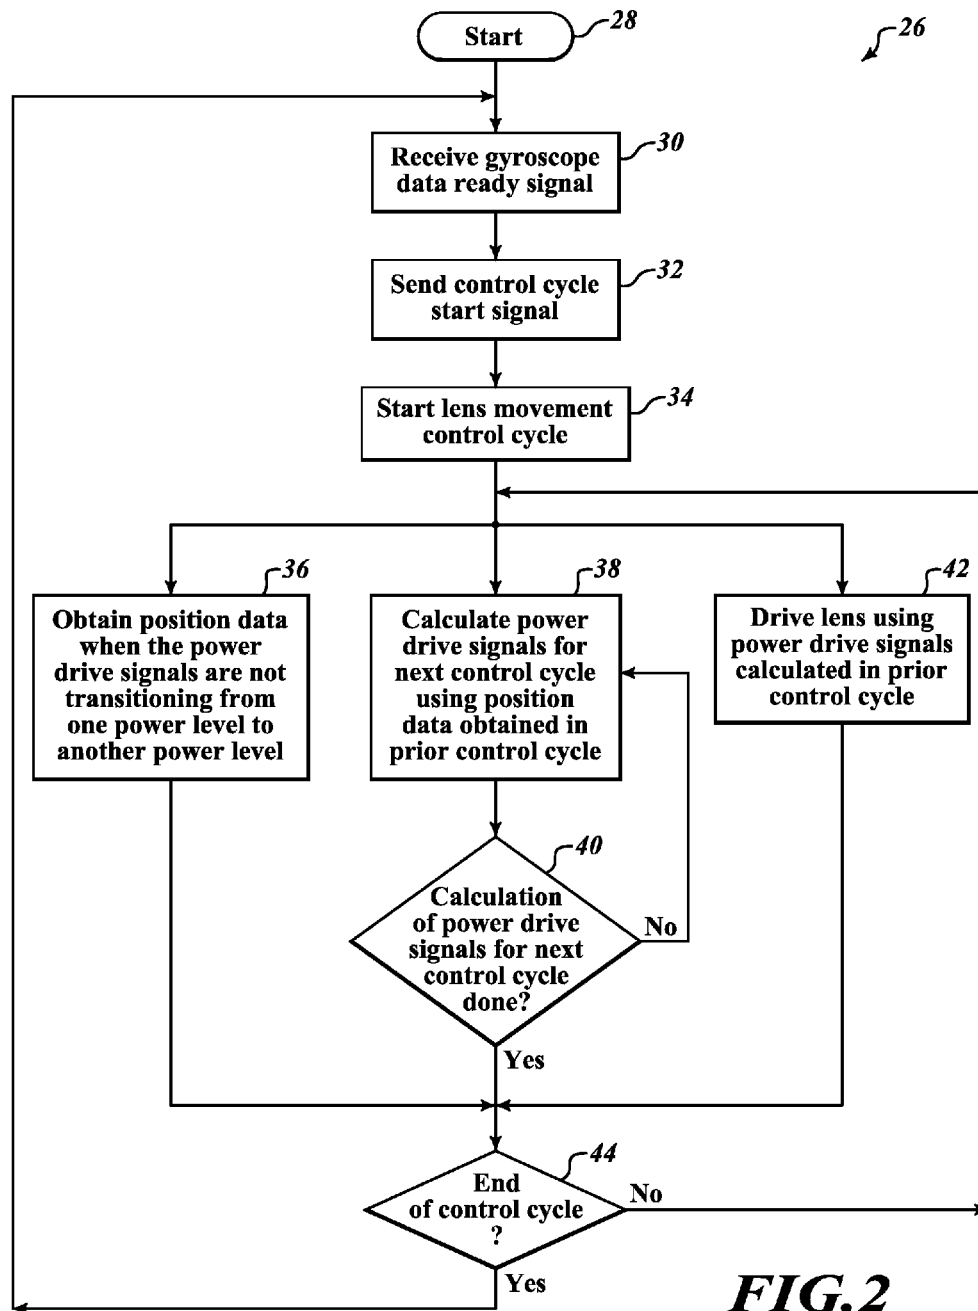 Start
28
26
Receive gyroscope
data ready signal
30
Send control cycle
start signal
32
Start lens movement
control cycle
34
Obtain position data
when the power
drive signals are not
transitioning from
one power level to
another power level
36
Calculate power
drive signals for
next control cycle
using position
data obtained in
prior control cycle
38
Drive lens using
power drive signals
calculated in prior
control cycle
42
Calculation
of power drive
signals for next
control cycle
done?
40
No
Yes
End
of control cycle
?
44
No
Yes
FIG.2